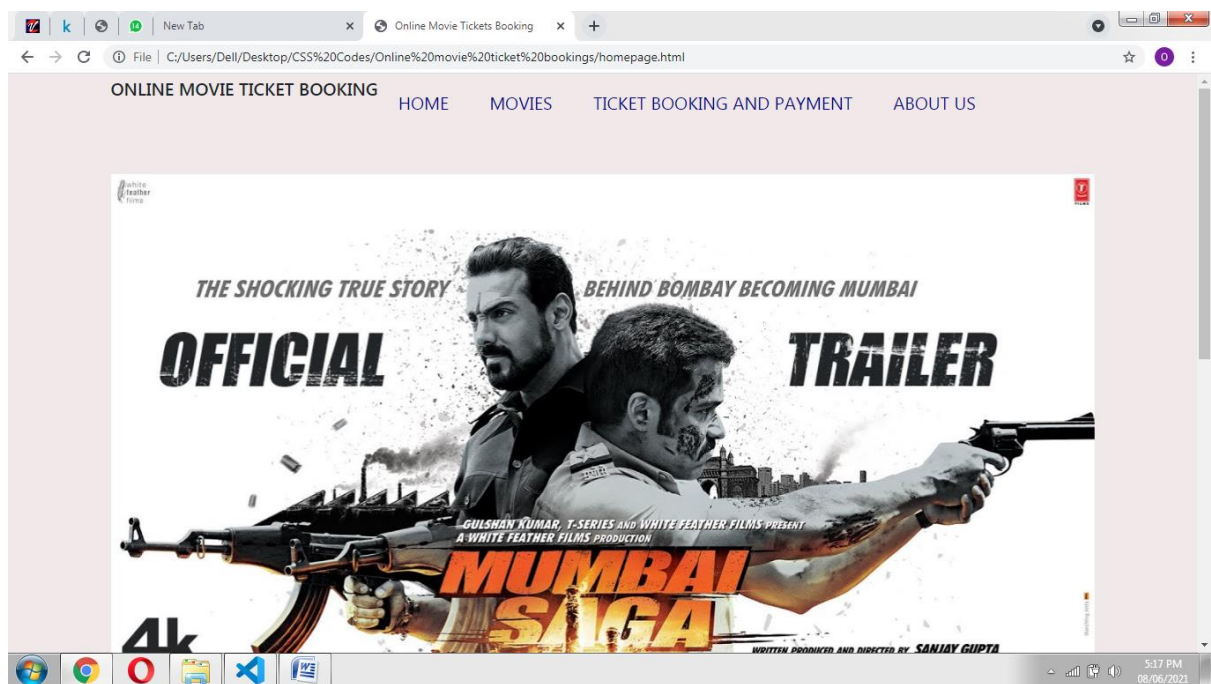 k
New Tab
Online Movie Tickets Booking
File | C:/Users/Dell/Desktop/CSS%20Codes/Online%20movie%20ticket%20bookings/homepage.html
O
ONLINE MOVIE TICKET BOOKING
HOME MOVIES TICKET BOOKING AND PAYMENT ABOUT US
white
feather
films
T
THE SHOCKING TRUE STORY BEHIND BOMBAY BECOMING MUMBAI
OFFICIAL TRAILER
GULSHAN KUMAR, T-SERIES AND WHITE FEATHER FILMS PRESENT
A WHITE FEATHER FILMS PRODUCTION
MUMBAI
SAGA
4k
WRITTEN PRODUCED AND DIRECTED BY SANJAY GUPTA
5:17 PM
08/06/2021